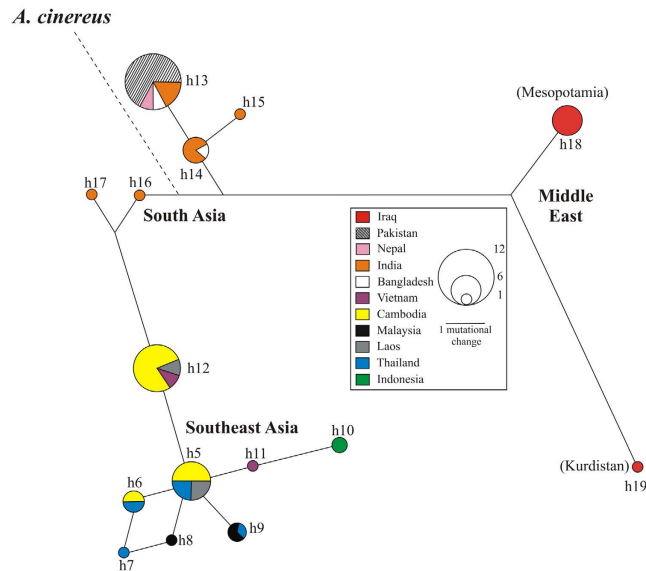 A. cinereus
h13
h15
h14
(Mesopotamia)
h18
h17
h16
South Asia
Middle
East
Iraq
Pakistan
Nepal
India
Bangladesh
Vietnam
Cambodia
Malaysia
Laos
Thailand
Indonesia
12
6
1
1 mutational
change
h12
Southeast Asia
h10
h5
h11
h6
(Kurdistan)
h19
h9
h8
h7